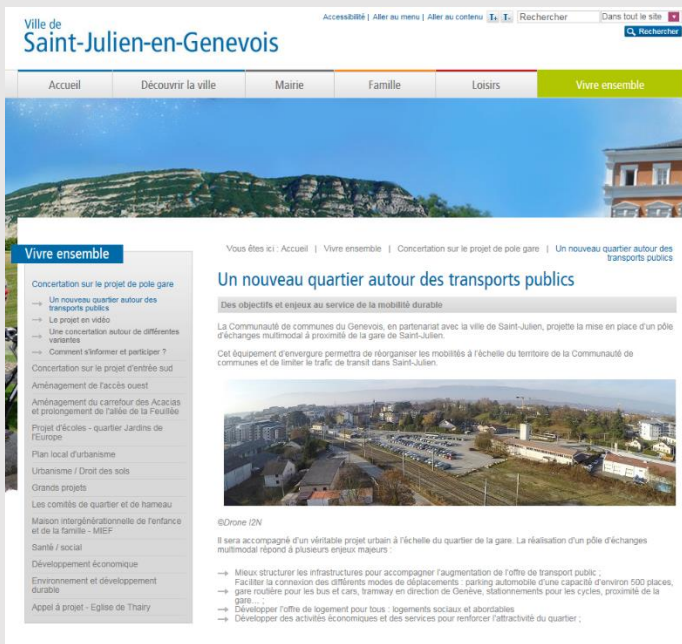 Ville de
Saint-Julien-en-Genevois
Accessibilité | Aller au menu | Aller au contenu T+ T- Rechercher Dans tout le site
Rechercher
Accueil Découvrir la ville Mairie Famille Loisirs Vivre ensemble
Vivre ensemble
Concertation sur le projet de pole gare
Un nouveau quartier autour des
transports publics
Le projet en vidéo
Une concertation autour de différentes
variantes
Comment s'informer et participer ?
Concertation sur le projet d'entrée sud
Aménagement de l'accès ouest
Aménagement du carrefour des Acacias
et prolongement de l'allée de la Feuillée
Projet d'écoles - quartier Jardins de
l'Europe
Plan local d'urbanisme
Urbanisme / Droit des sols
Grands projets
Les comités de quartier et de hameau
Maison intergénérationnelle de l'enfance
et de la famille - MIEF
Santé / social
Développement économique
Environnement et développement
durable
Appel à projet - Eglise de Thairy
Vous êtes ici : Accueil | Vivre ensemble | Concertation sur le projet de pole gare | Un nouveau quartier autour des
transports publics
Un nouveau quartier autour des transports publics
Des objectifs et enjeux au service de la mobilité durable
La Communauté de communes du Genevois, en partenariat avec la ville de Saint-Julien, projette la mise en place d'un pôle
d'échanges multimodal à proximité de la gare de Saint-Julien.
Cet équipement d'envergure permettra de réorganiser les mobilités à l'échelle du territoire de la Communauté de
communes et de limiter le trafic de transit dans Saint-Julien.
©Drone I2N
Il sera accompagné d'un véritable projet urbain à l'échelle du quartier de la gare. La réalisation d'un pôle d'échanges
multimodal répond à plusieurs enjeux majeurs :
Mieux structurer les infrastructures pour accompagner l'augmentation de l'offre de transport public ;
Faciliter la connexion des différents modes de déplacements : parking automobile d'une capacité d'environ 500 places,
gare routière pour les bus et cars, tramway en direction de Genève, stationnements pour les cycles, proximité de la
gare... ;
Développer l'offre de logement pour tous : logements sociaux et abordables
Développer des activités économiques et des services pour renforcer l'attractivité du quartier ;